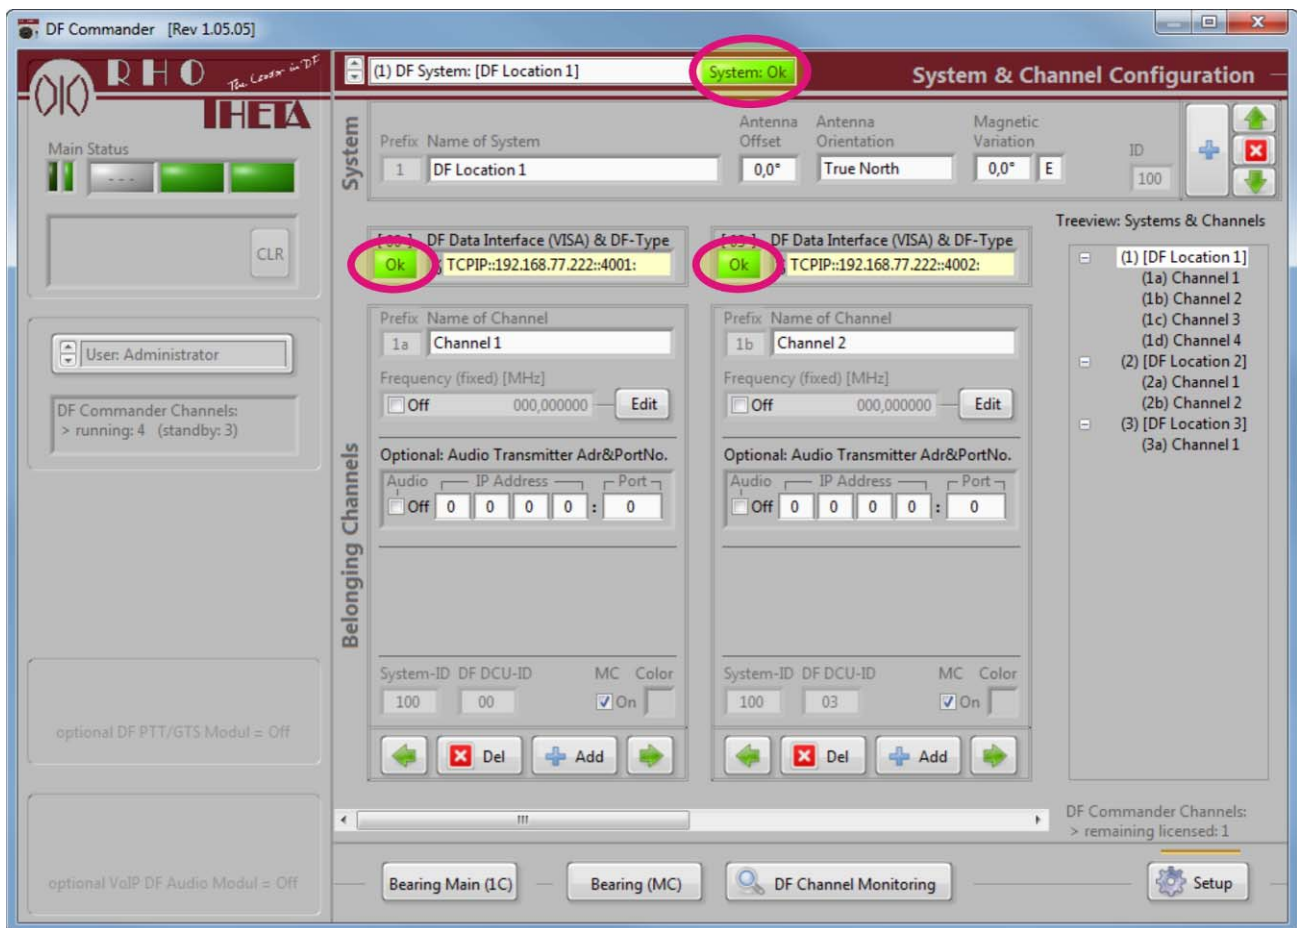 DF Commander [Rev 1.05.05]
RHO The Leader in DF
THETA
Main Status
- - -
CLR
User: Administrator
DF Commander Channels:
> running: 4 (standby: 3)
optional DF PTT/GTS Modul = Off
optional VoIP DF Audio Modul = Off
(1) DF System: [DF Location 1] System: Ok System & Channel Configuration
System
Prefix Name of System Antenna Offset Antenna Orientation Magnetic Variation ID
1 DF Location 1 0,0° True North 0,0° E 100
Belonging Channels
DF Data Interface (VISA) & DF-Type
Ok TCPIP::192.168.77.222::4001:
Prefix Name of Channel
1a Channel 1
Frequency (fixed) [MHz]
Off 000,000000 Edit
Optional: Audio Transmitter Adr&PortNo.
Audio IP Address Port
Off 0 0 0 0 : 0
System-ID DF DCU-ID MC Color
100 00 On
Del Add
DF Data Interface (VISA) & DF-Type
Ok TCPIP::192.168.77.222::4002:
Prefix Name of Channel
1b Channel 2
Frequency (fixed) [MHz]
Off 000,000000 Edit
Optional: Audio Transmitter Adr&PortNo.
Audio IP Address Port
Off 0 0 0 0 : 0
System-ID DF DCU-ID MC Color
100 03 On
Del Add
Treeview: Systems & Channels
(1) [DF Location 1]
(1a) Channel 1
(1b) Channel 2
(1c) Channel 3
(1d) Channel 4
(2) [DF Location 2]
(2a) Channel 1
(2b) Channel 2
(3) [DF Location 3]
(3a) Channel 1
DF Commander Channels:
> remaining licensed: 1
Bearing Main (1C) Bearing (MC) DF Channel Monitoring Setup